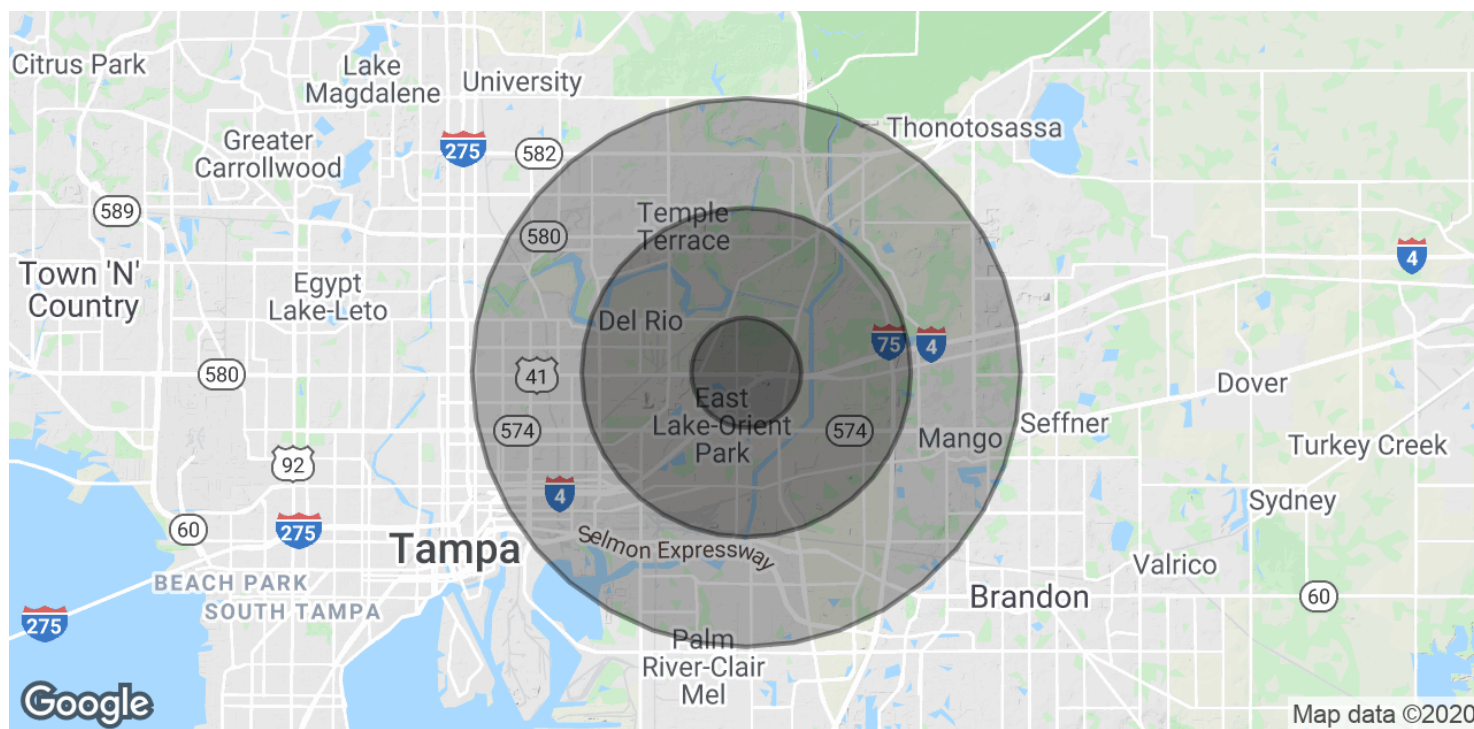 Citrus Park
Lake
Magdalene
University
Thonotosassa
Greater
Carrollwood
275
582
589
Temple
Terrace
580
4
Town 'N'
Country
Egypt
Lake-Leto
Del Rio
75
4
580
41
Dover
East
Lake-Orient
Park
574
574
Mango
Seffner
Turkey Creek
92
4
Sydney
60
275
Tampa
Selmon Expressway
Valrico
BEACH PARK
SOUTH TAMPA
Brandon
60
275
Palm
River-Clair
Mel
Google
Map data ©2020